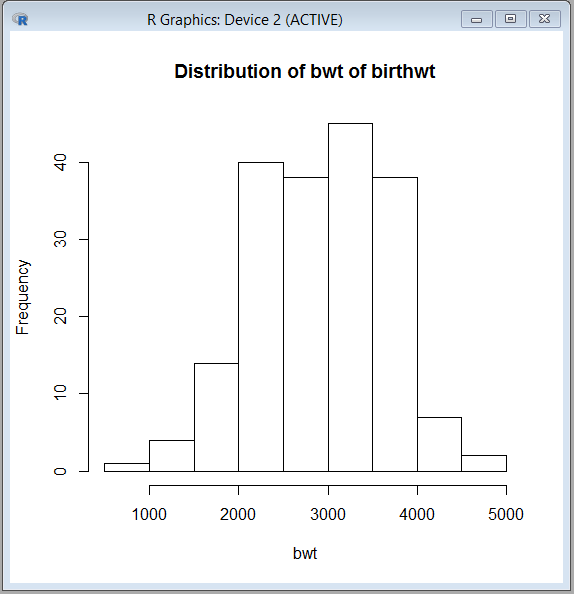 R Graphics: Device 2 (ACTIVE)
Distribution of bwt of birthwt
Frequency
40
30
20
10
0
1000 2000 3000 4000 5000
bwt